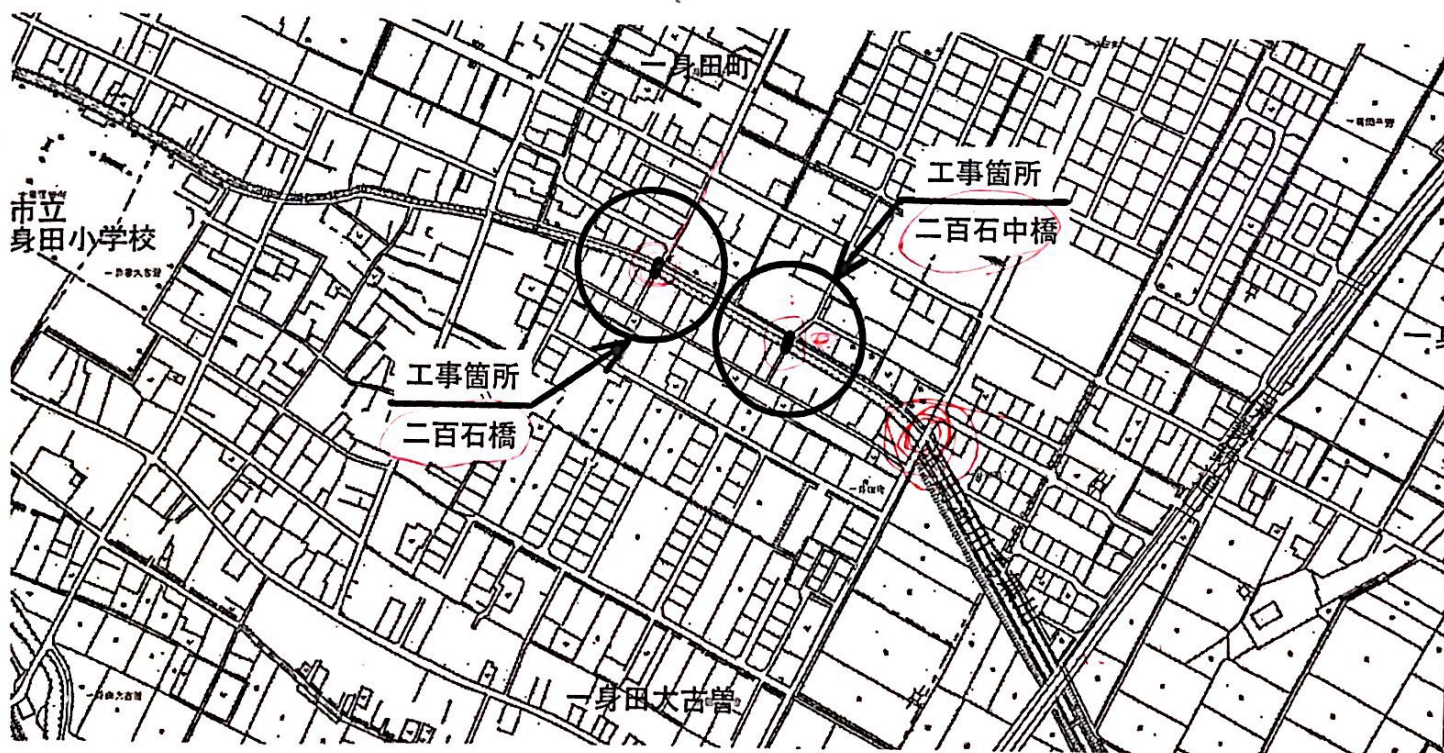 一身田町
工事箇所
二百石中橋
市立
身田小学校
工事箇所
二百石橋
一身田大古曽